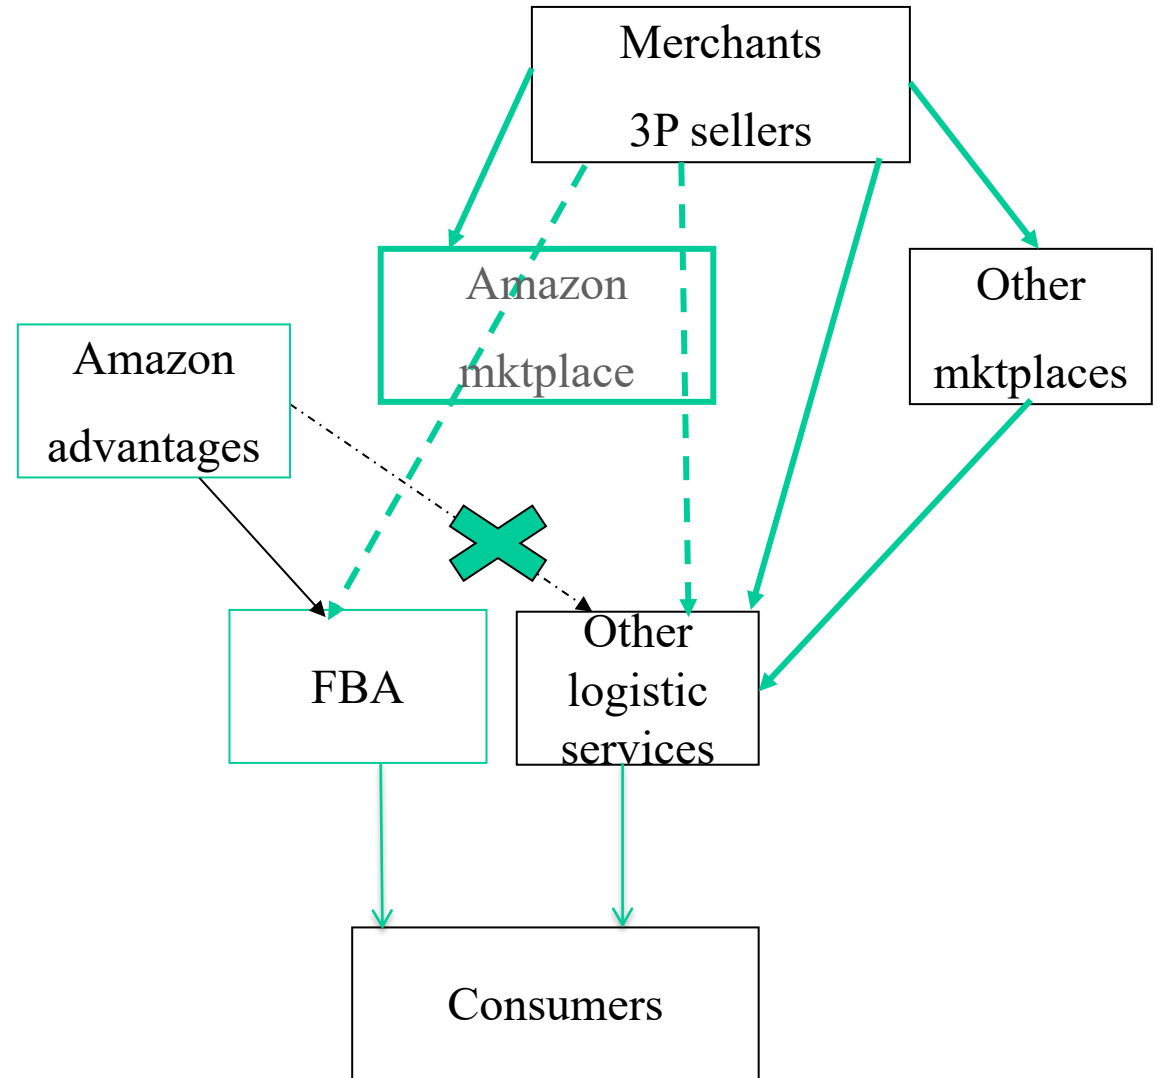 Merchants
3P sellers
Amazon
mktplace
Other
mktplaces
Amazon
advantages
FBA
Other
logistic
services
Consumers